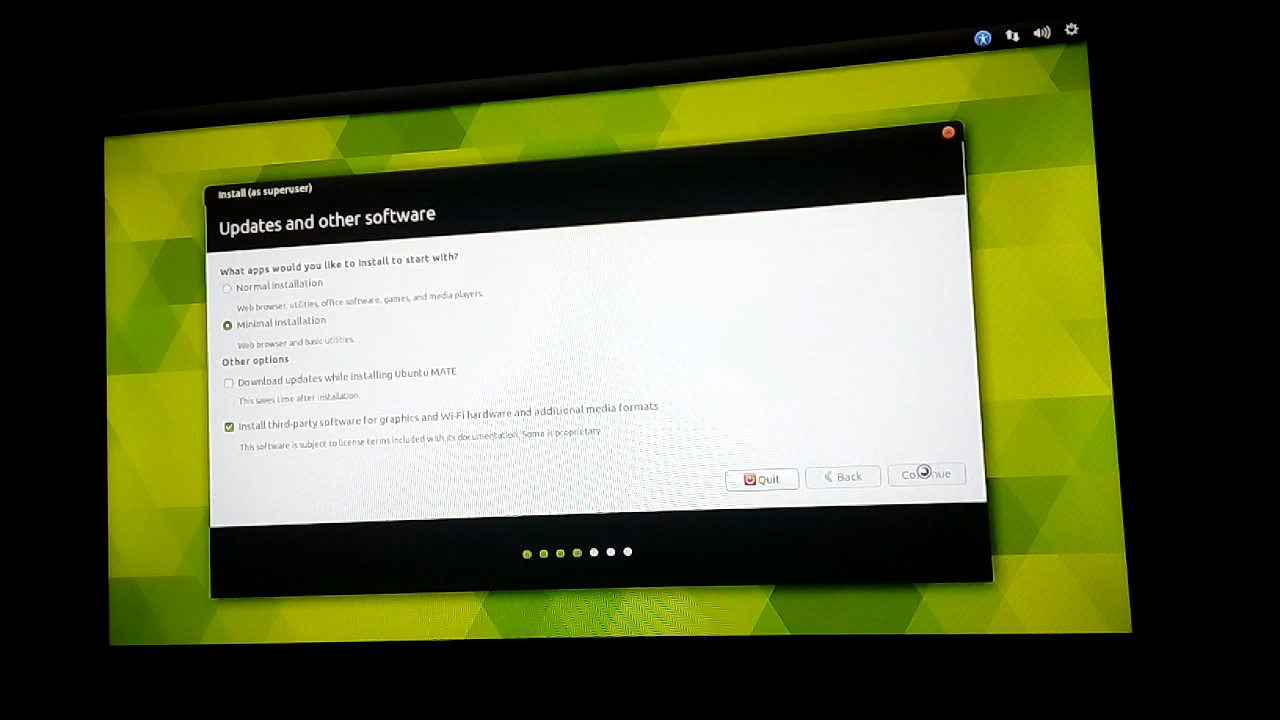 Install (as superuser)
Updates and other software
What apps would you like to install to start with?
Normal installation
Web browser, utilities, office software, games, and media players.
Minimal installation
Web browser and basic utilities.
Other options
Download updates while installing Ubuntu MATE
This saves time after installation.
Install third-party software for graphics and Wi-Fi hardware and additional media formats
This software is subject to license terms included with its documentation. Some is proprietary.
Quit
Back